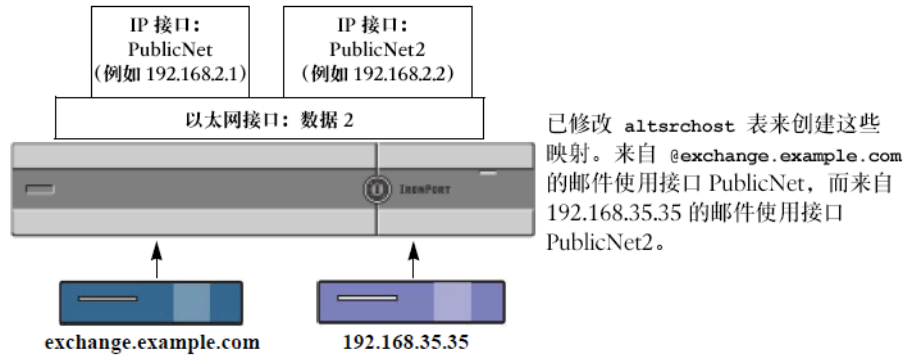 IP 接口：
PublicNet
（例如 192.168.2.1）
IP 接口：
PublicNet2
（例如 192.168.2.2）
以太网接口：数据 2
IRONPORT
已修改 altsrchost 表来创建这些
映射。来自 @exchange.example.com
的邮件使用接口 PublicNet，而来自
192.168.35.35 的邮件使用接口
PublicNet2。
exchange.example.com
192.168.35.35